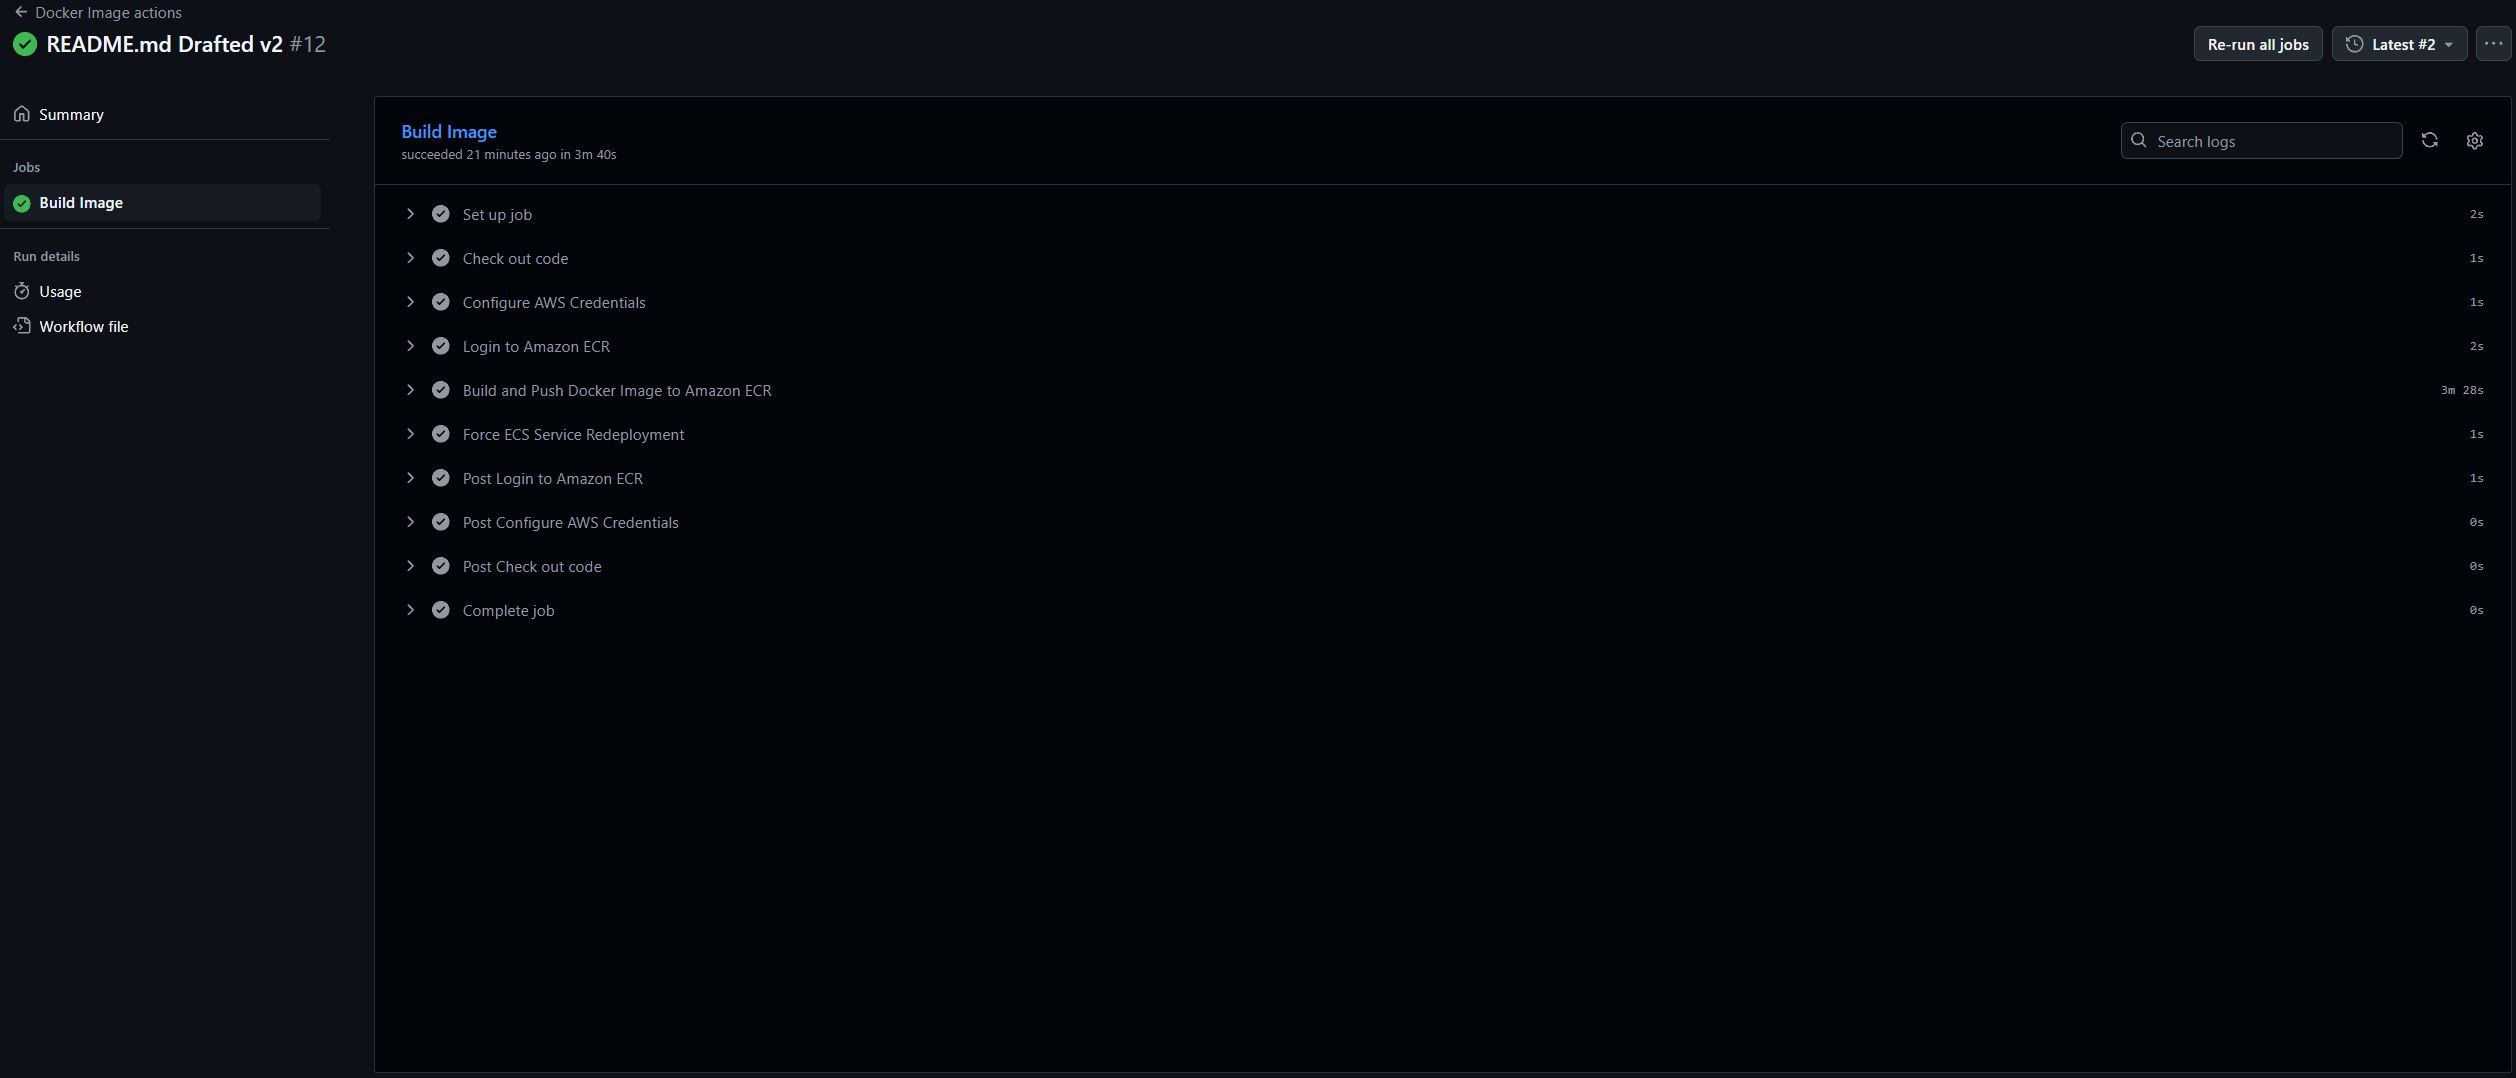 Docker Image actions
README.md Drafted v2 #12
Re-run all jobs
Latest #2
Summary
Jobs
Build Image
Run details
Usage
Workflow file
Build Image
succeeded 21 minutes ago in 3m 40s
Search logs
Set up job 2s
Check out code 1s
Configure AWS Credentials 1s
Login to Amazon ECR 2s
Build and Push Docker Image to Amazon ECR 3m 28s
Force ECS Service Redeployment 1s
Post Login to Amazon ECR 1s
Post Configure AWS Credentials 0s
Post Check out code 0s
Complete job 0s